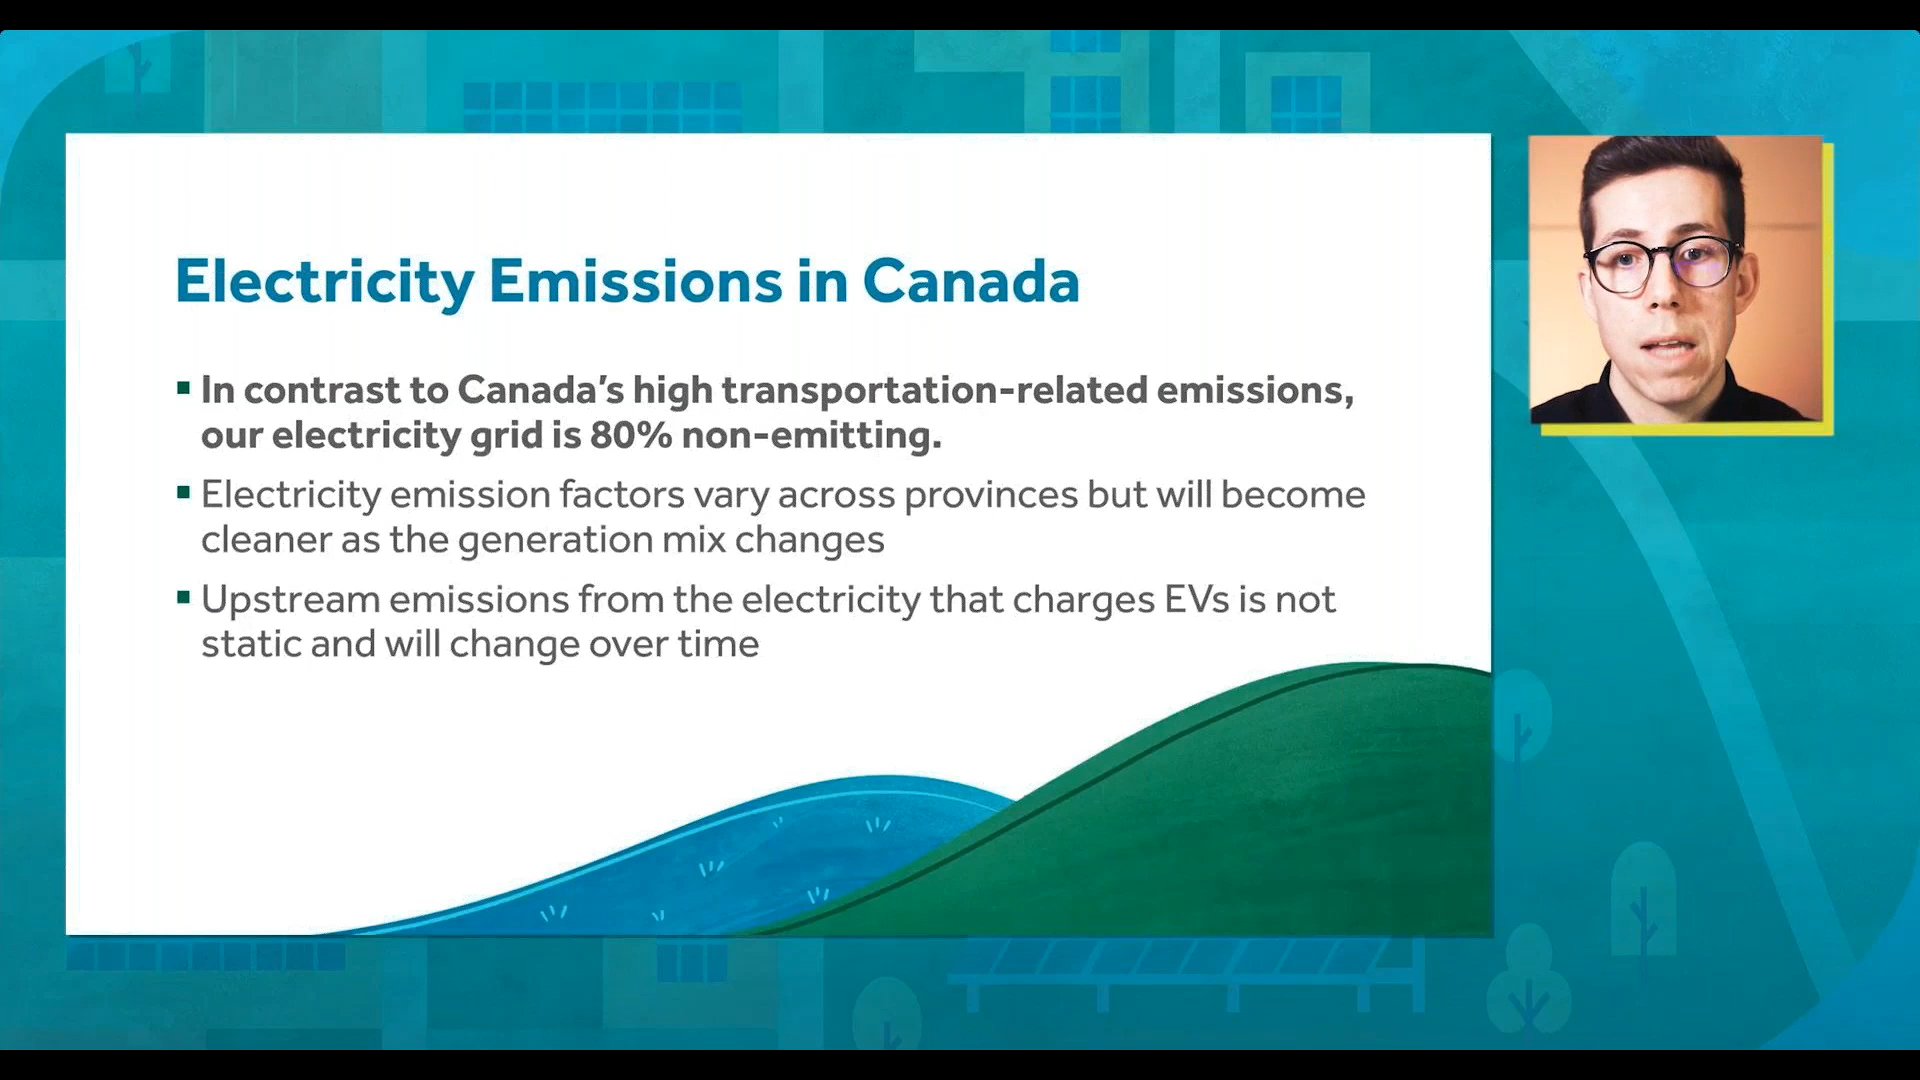 Electricity Emissions in Canada
▪ In contrast to Canada’s high transportation-related emissions,
our electricity grid is 80% non-emitting.
▪ Electricity emission factors vary across provinces but will become
cleaner as the generation mix changes
▪ Upstream emissions from the electricity that charges EVs is not
static and will change over time